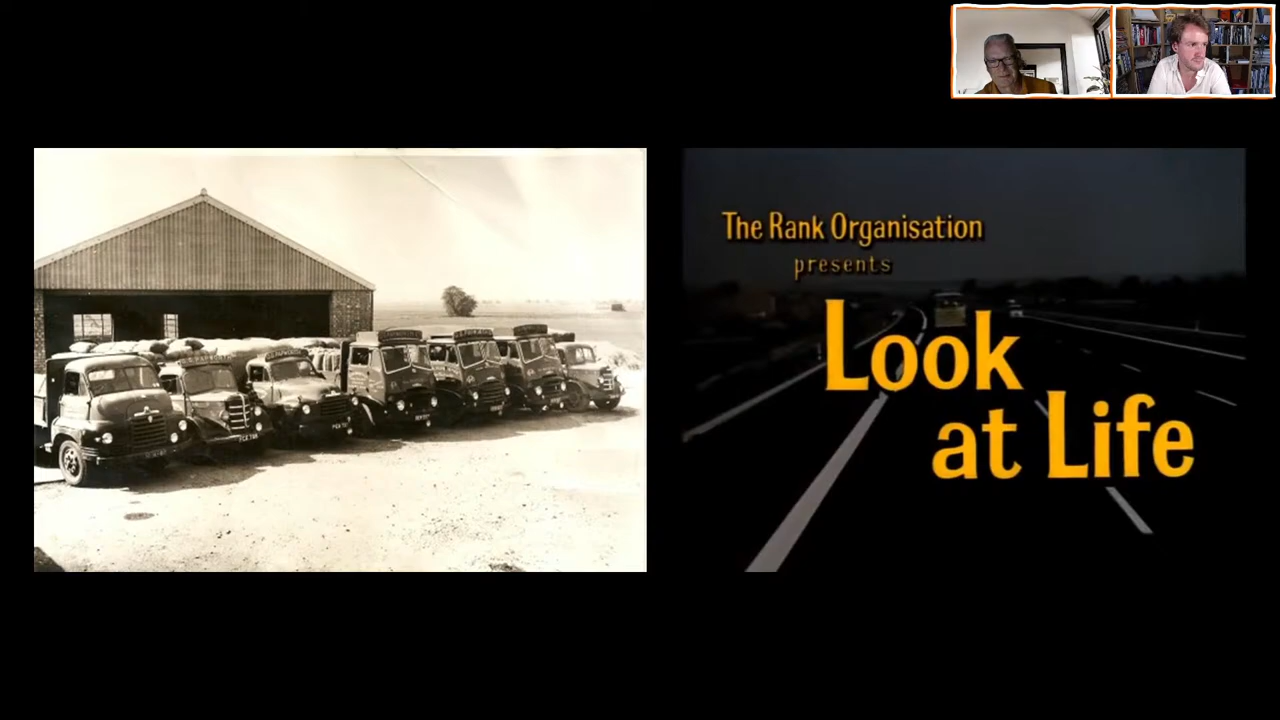 The Rank Organisation
presents
Look
at Life